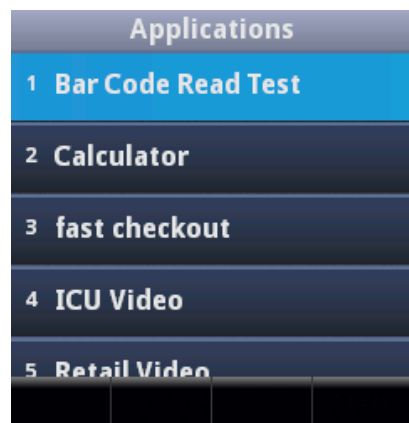 Applications
1 Bar Code Read Test
2 Calculator
3 fast checkout
4 ICU Video
5 Retail Video